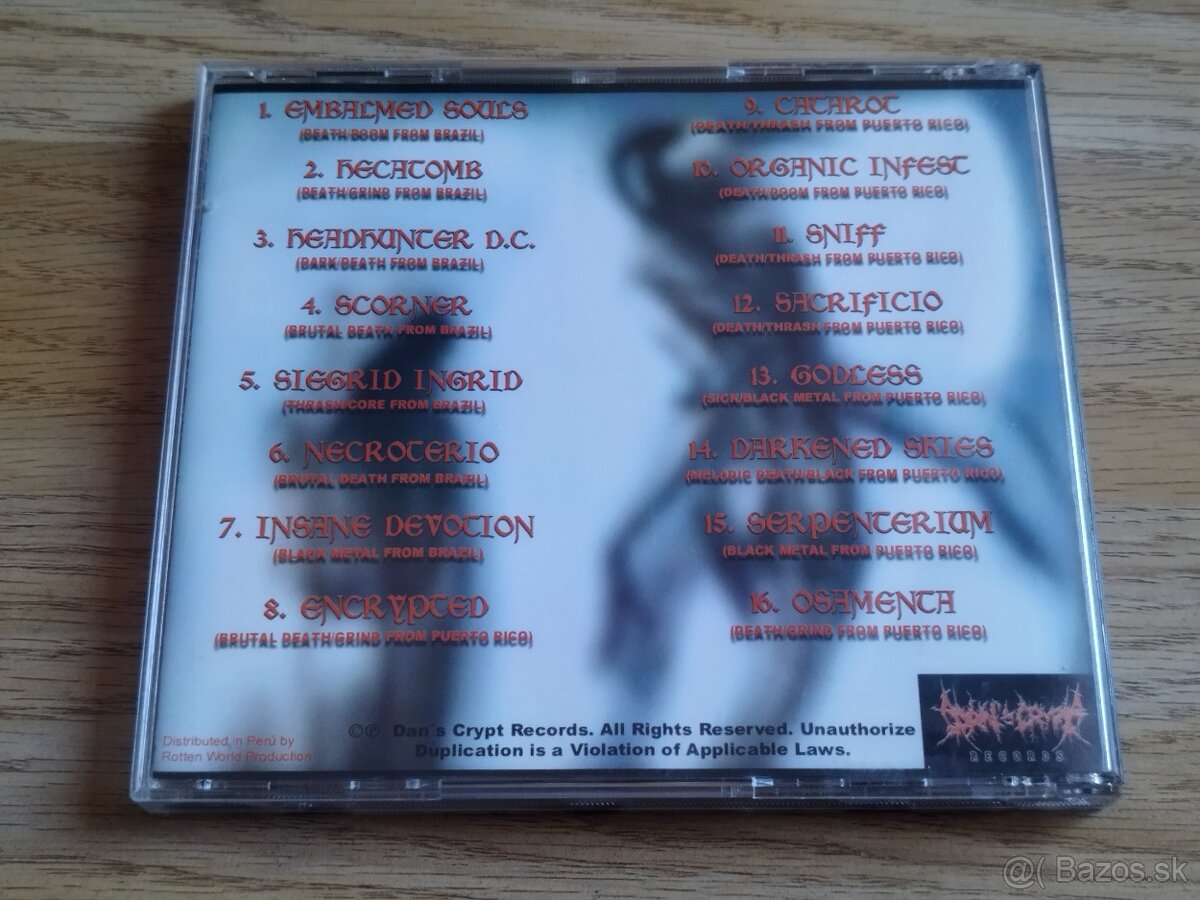 1. EMBALMED SOULS
(DEATH/DOOM FROM BRAZIL)
2. HECATOMB
(DEATH/GRIND FROM BRAZIL)
3. HEADHUNTER D.C.
(DARK/DEATH FROM BRAZIL)
4. SCORNER
(BRUTAL DEATH FROM BRAZIL)
5. SIEGRID INGRID
(THRASH/CORE FROM BRAZIL)
6. NECROTERIO
(BRUTAL DEATH FROM BRAZIL)
7. INSANE DEVOTION
(BLACK METAL FROM BRAZIL)
8. ENCRYPTED
(BRUTAL DEATH/GRIND FROM PUERTO RICO)
9. CATAROT
(DEATH/THRASH FROM PUERTO RICO)
10. ORGANIC INFEST
(DEATH/DOOM FROM PUERTO RICO)
11. SNIFF
(DEATH/THRASH FROM PUERTO RICO)
12. SACRIFICIO
(DEATH/THRASH FROM PUERTO RICO)
13. GODLESS
(SICK/BLACK METAL FROM PUERTO RICO)
14. DARKENED SKIES
(MELODIC DEATH/BLACK FROM PUERTO RICO)
15. SERPENTERIUM
(BLACK METAL FROM PUERTO RICO)
16. OSAMENTA
(DEATH/GRIND FROM PUERTO RICO)
Distributed in Perú by
Rotten World Production
©℗ Dan´s Crypt Records. All Rights Reserved. Unauthorize
Duplication is a Violation of Applicable Laws.
DAN'S CRYPT
RECORDS
@( Bazos.sk